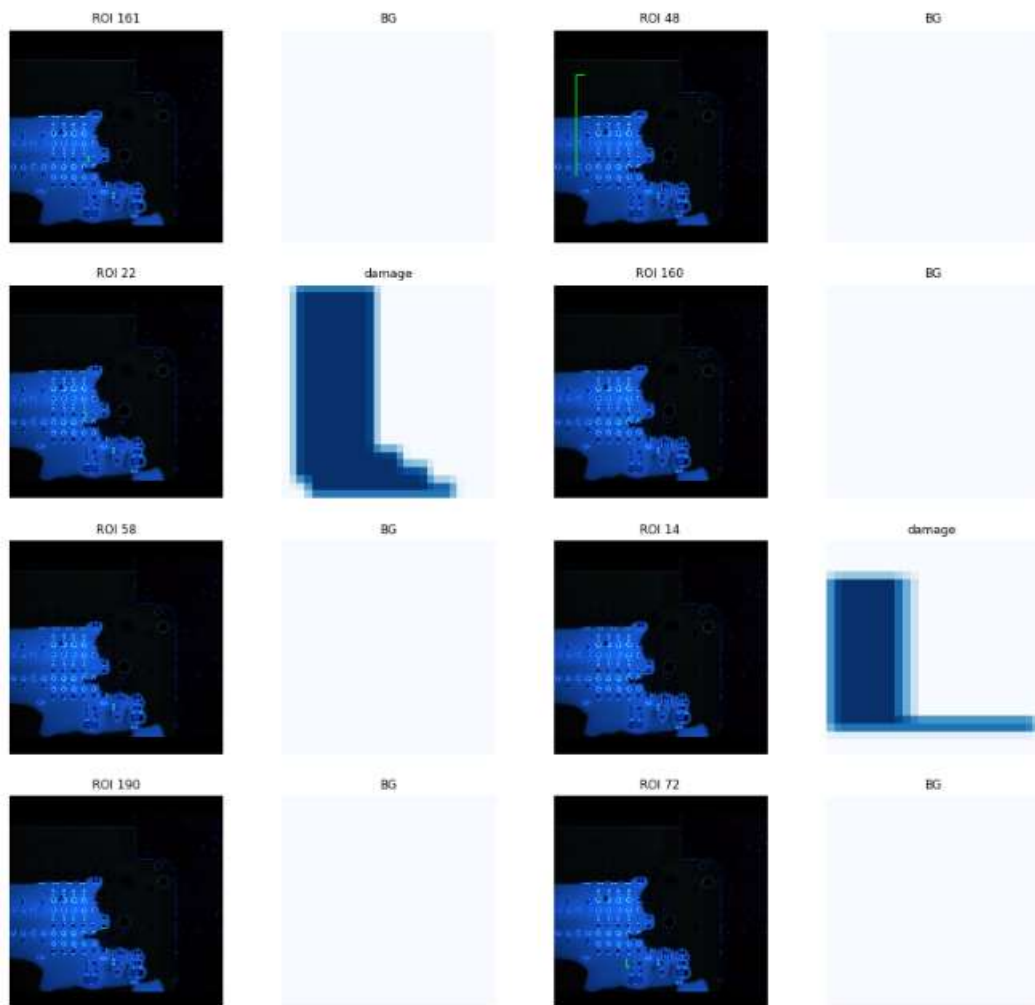 ROI 161 BG ROI 48 BG
ROI 22 damage ROI 160 BG
ROI 58 BG ROI 14 damage
ROI 190 BG ROI 72 BG